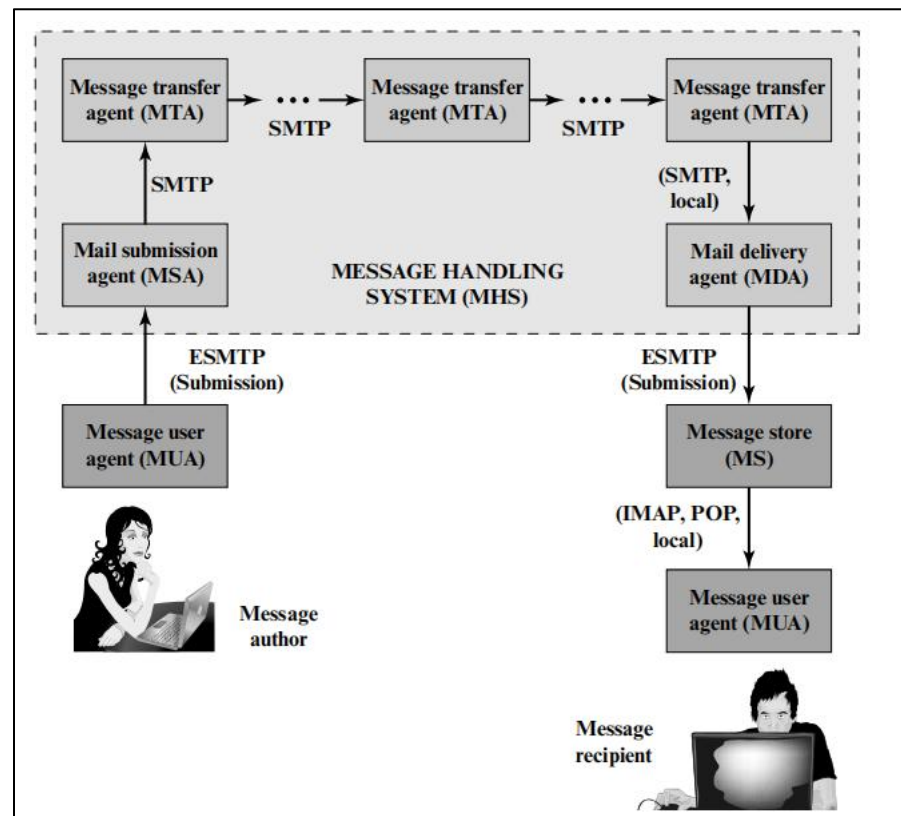 Message transfer
agent (MTA)
SMTP
Message transfer
agent (MTA)
SMTP
Message transfer
agent (MTA)
SMTP
(SMTP,
local)
Mail submission
agent (MSA)
MESSAGE HANDLING
SYSTEM (MHS)
Mail delivery
agent (MDA)
ESMTP
(Submission)
ESMTP
(Submission)
Message user
agent (MUA)
Message store
(MS)
(IMAP, POP,
local)
Message
author
Message user
agent (MUA)
Message
recipient